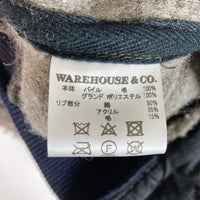 WAREHOUSE & CO.
本体 パイル 毛 100%
グランド ポリエステル 100%
リブ部分 綿 50%
アクリル 35%
毛 15%